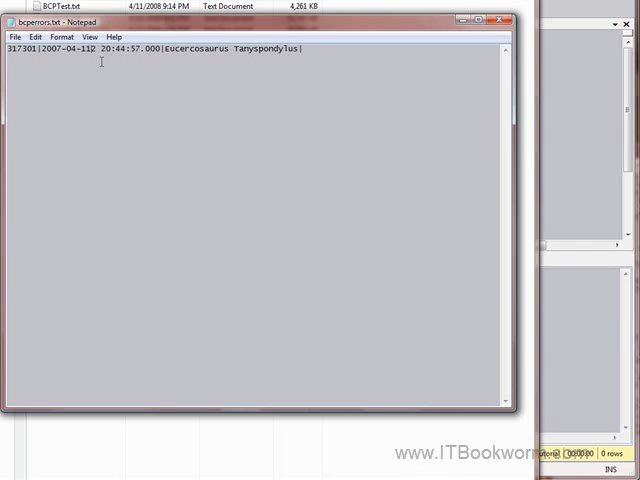 BCPTest.txt 4/11/2008 9:14 PM Text Document 4,261 KB
bcperrors.txt - Notepad
File Edit Format View Help
317301|2007-04-112 20:44:57.000|Eucercosaurus Tanyspondylus|
www.ITBookworm.com
00:00:00 0 rows
INS